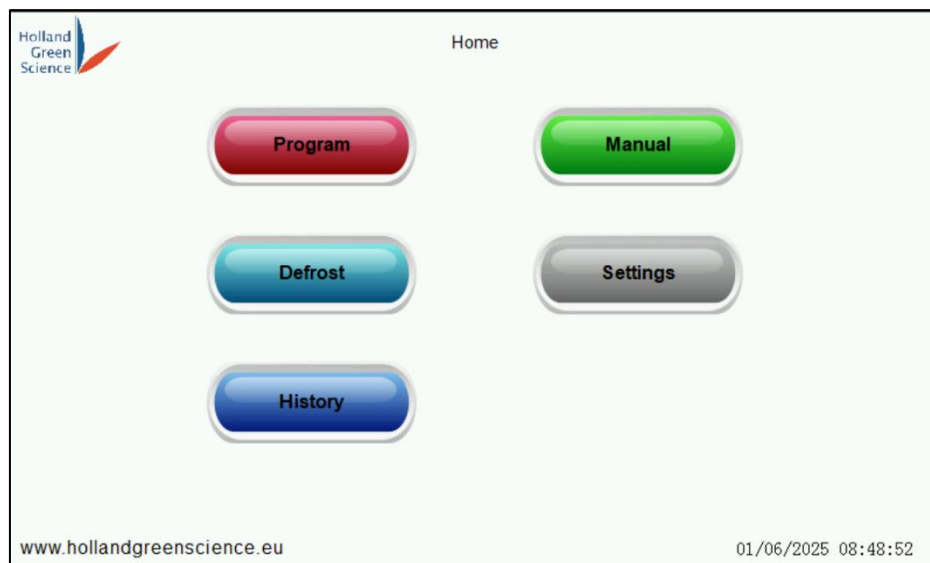 Holland
Green
Science
Home
Program
Manual
Defrost
Settings
History
www.hollandgreenscience.eu
01/06/2025 08:48:52